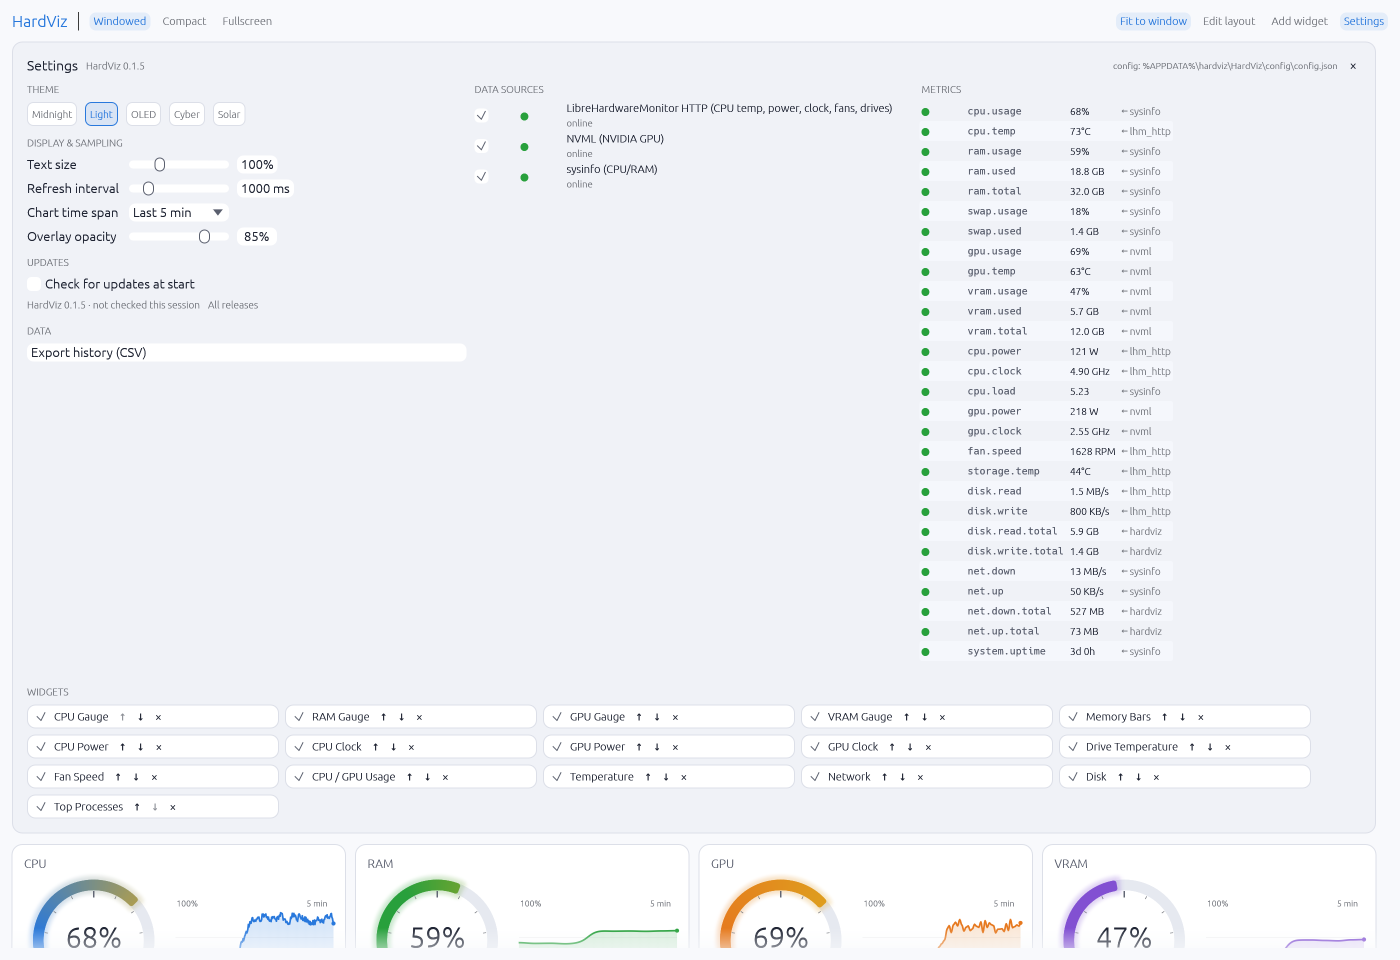 HardViz Windowed Compact Fullscreen Fit to window Edit layout Add widget Settings
Settings HardViz 0.1.5 config: %APPDATA%\hardviz\HardViz\config\config.json ×
THEME
Midnight Light OLED Cyber Solar
DISPLAY & SAMPLING
Text size 100%
Refresh interval 1000 ms
Chart time span Last 5 min
Overlay opacity 85%
UPDATES
Check for updates at start
HardViz 0.1.5 · not checked this session All releases
DATA
Export history (CSV)
DATA SOURCES
LibreHardwareMonitor HTTP (CPU temp, power, clock, fans, drives)
online
NVML (NVIDIA GPU)
online
sysinfo (CPU/RAM)
online
METRICS
cpu.usage 68% ←sysinfo
cpu.temp 73°C ←lhm_http
ram.usage 59% ←sysinfo
ram.used 18.8 GB ←sysinfo
ram.total 32.0 GB ←sysinfo
swap.usage 18% ←sysinfo
swap.used 1.4 GB ←sysinfo
gpu.usage 69% ←nvml
gpu.temp 63°C ←nvml
vram.usage 47% ←nvml
vram.used 5.7 GB ←nvml
vram.total 12.0 GB ←nvml
cpu.power 121 W ←lhm_http
cpu.clock 4.90 GHz ←lhm_http
cpu.load 5.23 ←sysinfo
gpu.power 218 W ←nvml
gpu.clock 2.55 GHz ←nvml
fan.speed 1628 RPM ←lhm_http
storage.temp 44°C ←lhm_http
disk.read 1.5 MB/s ←lhm_http
disk.write 800 KB/s ←lhm_http
disk.read.total 5.9 GB ←hardviz
disk.write.total 1.4 GB ←hardviz
net.down 13 MB/s ←sysinfo
net.up 50 KB/s ←sysinfo
net.down.total 527 MB ←hardviz
net.up.total 73 MB ←hardviz
system.uptime 3d 0h ←sysinfo
WIDGETS
CPU Gauge ↑ ↓ × RAM Gauge ↑ ↓ × GPU Gauge ↑ ↓ × VRAM Gauge ↑ ↓ × Memory Bars ↑ ↓ ×
CPU Power ↑ ↓ × CPU Clock ↑ ↓ × GPU Power ↑ ↓ × GPU Clock ↑ ↓ × Drive Temperature ↑ ↓ ×
Fan Speed ↑ ↓ × CPU / GPU Usage ↑ ↓ × Temperature ↑ ↓ × Network ↑ ↓ × Disk ↑ ↓ ×
Top Processes ↑ ↓ ×
CPU RAM GPU VRAM
100% 5 min 100% 5 min 100% 5 min 100% 5 min
68% 59% 69% 47%